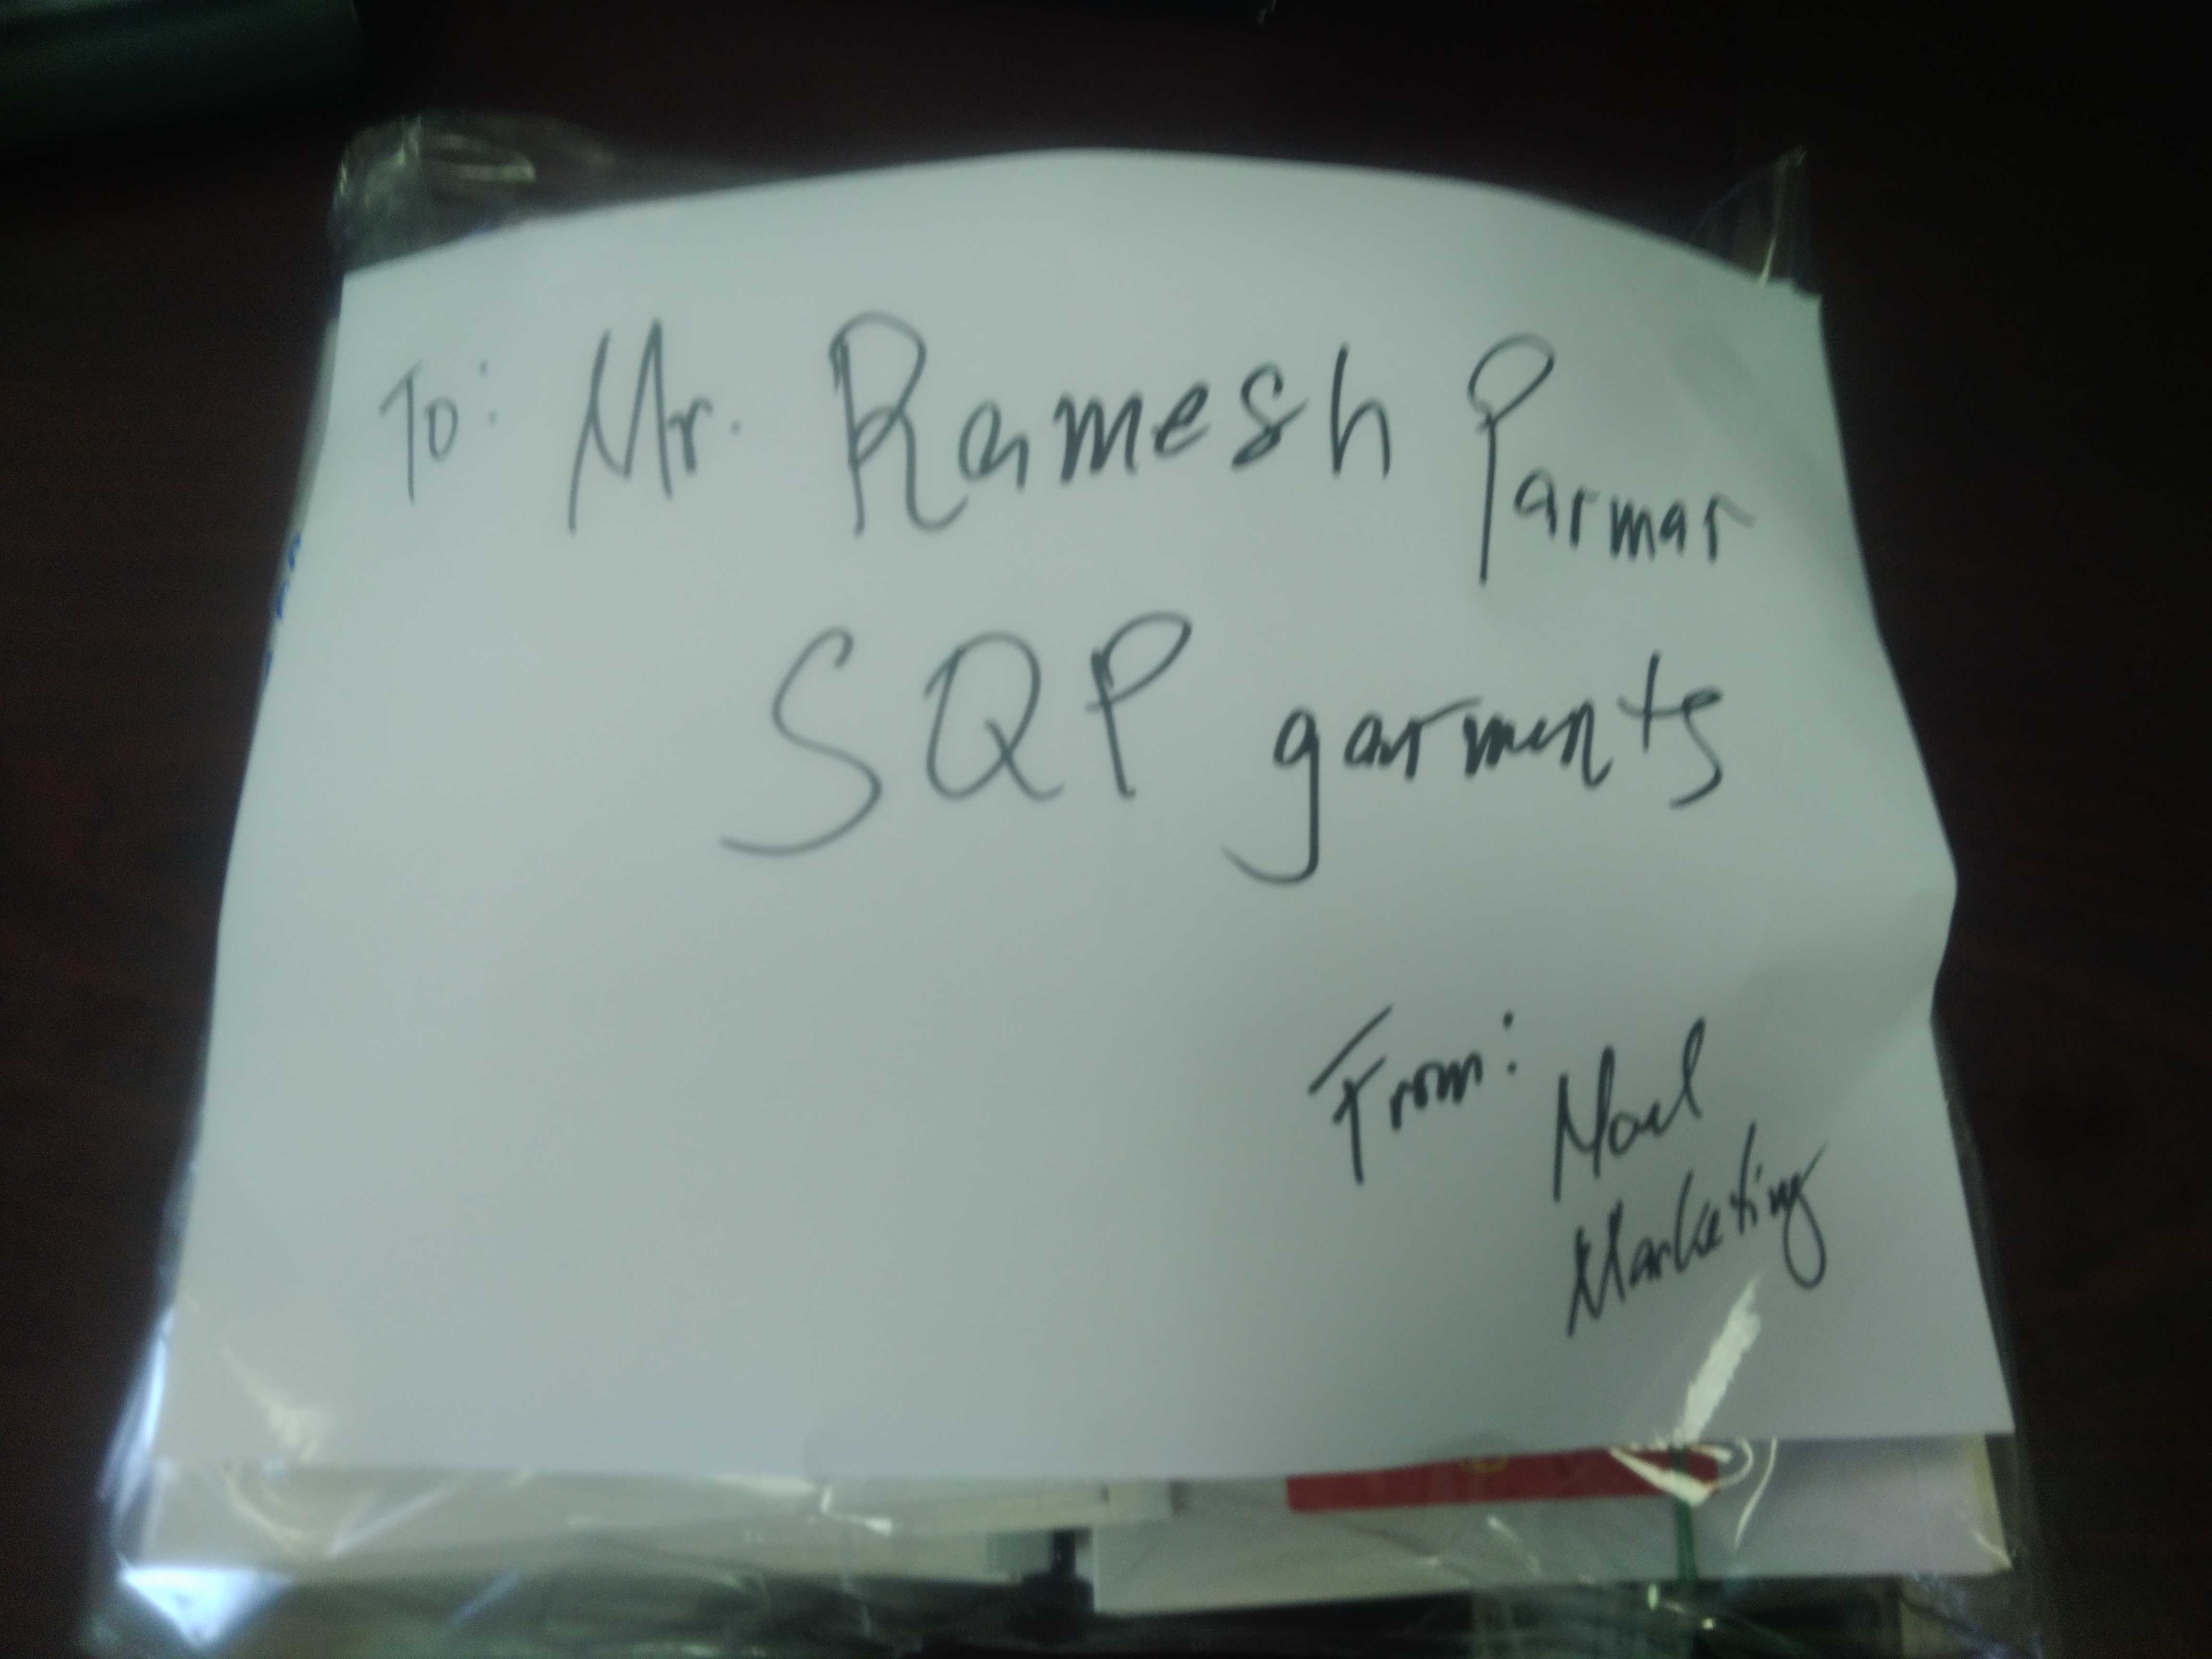 To: Mr. Ramesh Parmar
SQP garments
From: Noel
Marketing